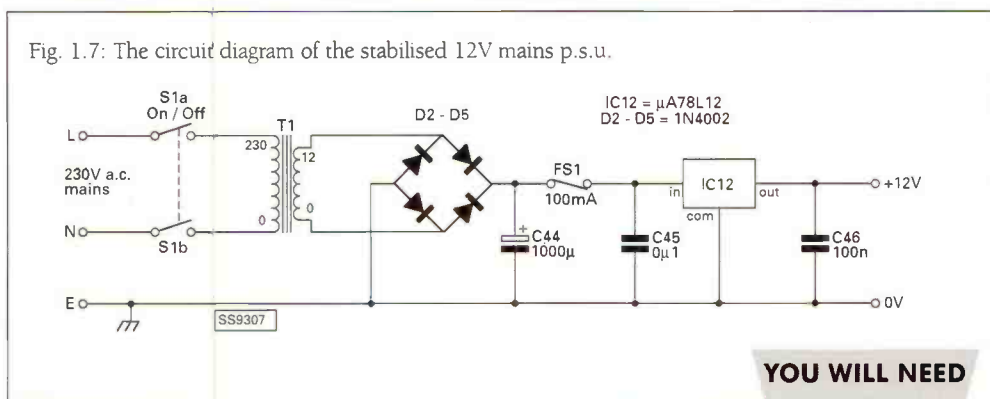 Fig. 1.7: The circuit diagram of the stabilised 12V mains p.s.u.
S1a
On / Off
L
230V a.c.
mains
N
S1b
E
T1
230
0
12
0
D2 - D5
IC12 = µA78L12
D2 - D5 = 1N4002
FS1
100mA
+
C44
1000µ
C45
0µ1
in
IC12
com
out
C46
100n
+12V
0V
SS9307
YOU WILL NEED